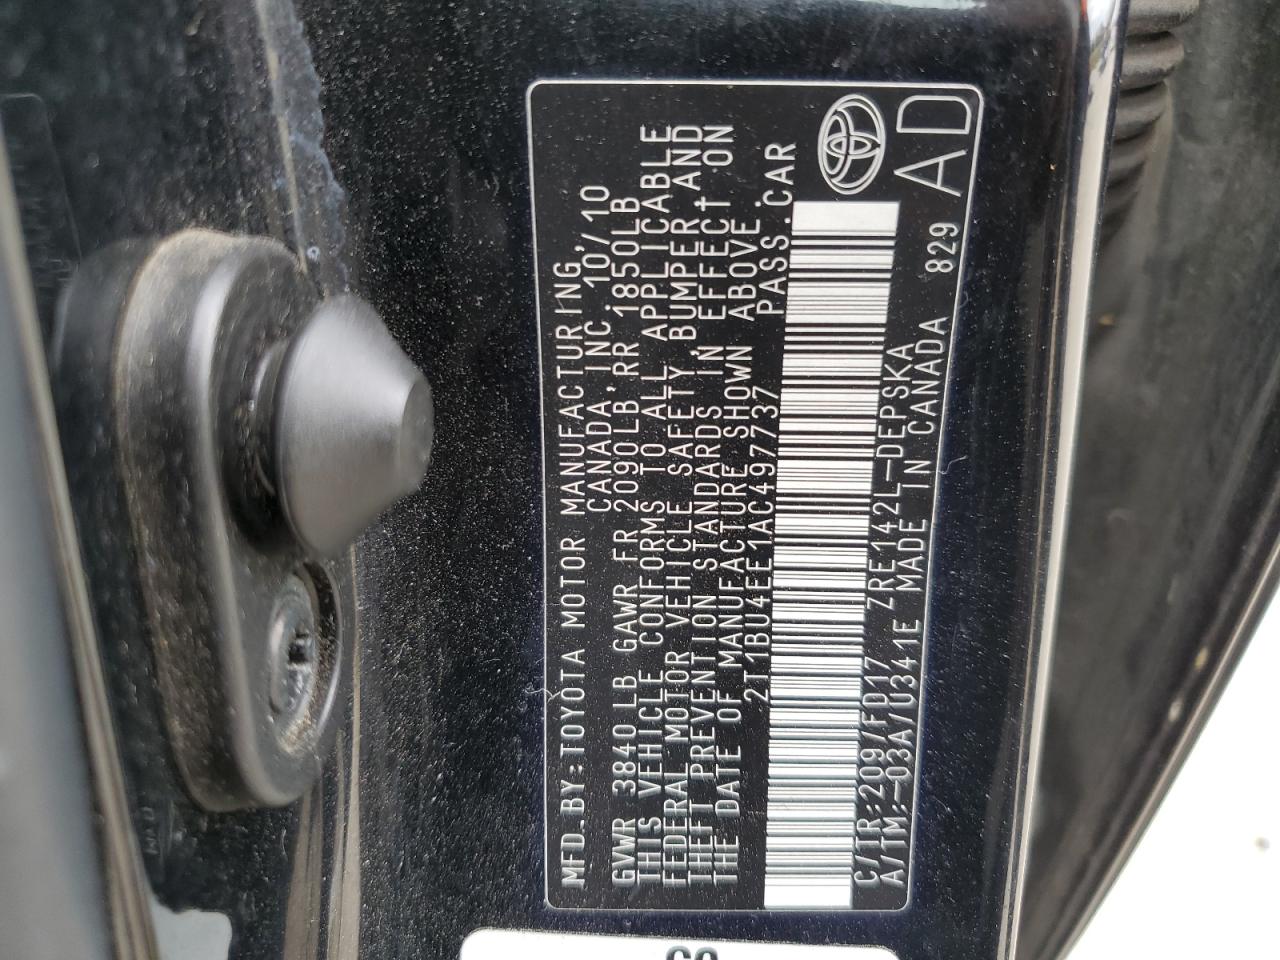 MFD.BY:TOYOTA MOTOR MANUFACTURING,
CANADA,INC. 10/10
GVWR 3840LB GAWR FR 2090LB,RR 1850LB
THIS VEHICLE CONFORMS TO ALL APPLICABLE
FEDERAL MOTOR VEHICLE SAFETY,BUMPER AND
THEFT PREVENTION STANDARDS IN EFFECT ON
THE DATE OF MANUFACTURE SHOWN ABOVE.
2T1BU4EE1AC497737 PASS.CAR
C/TR:209/FD17 ZRE142L-DEPSKA
A/TM:-03A/U341E MADE IN CANADA 829
AD